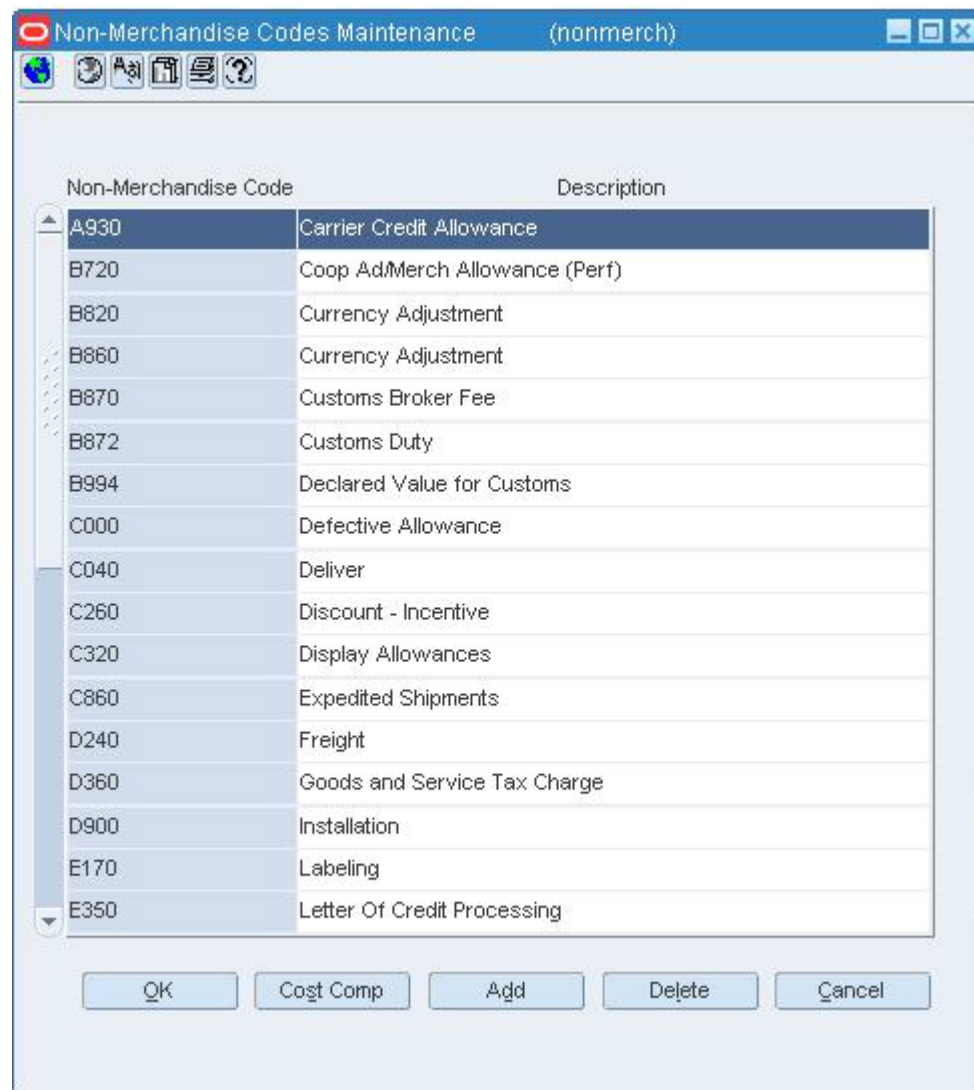 Non-Merchandise Codes Maintenance (nonmerch)
Non-Merchandise Code Description
A930 Carrier Credit Allowance
B720 Coop Ad/Merch Allowance (Perf)
B820 Currency Adjustment
B860 Currency Adjustment
B870 Customs Broker Fee
B872 Customs Duty
B994 Declared Value for Customs
C000 Defective Allowance
C040 Deliver
C260 Discount - Incentive
C320 Display Allowances
C860 Expedited Shipments
D240 Freight
D360 Goods and Service Tax Charge
D900 Installation
E170 Labeling
E350 Letter Of Credit Processing
OK Cost Comp Add Delete Cancel